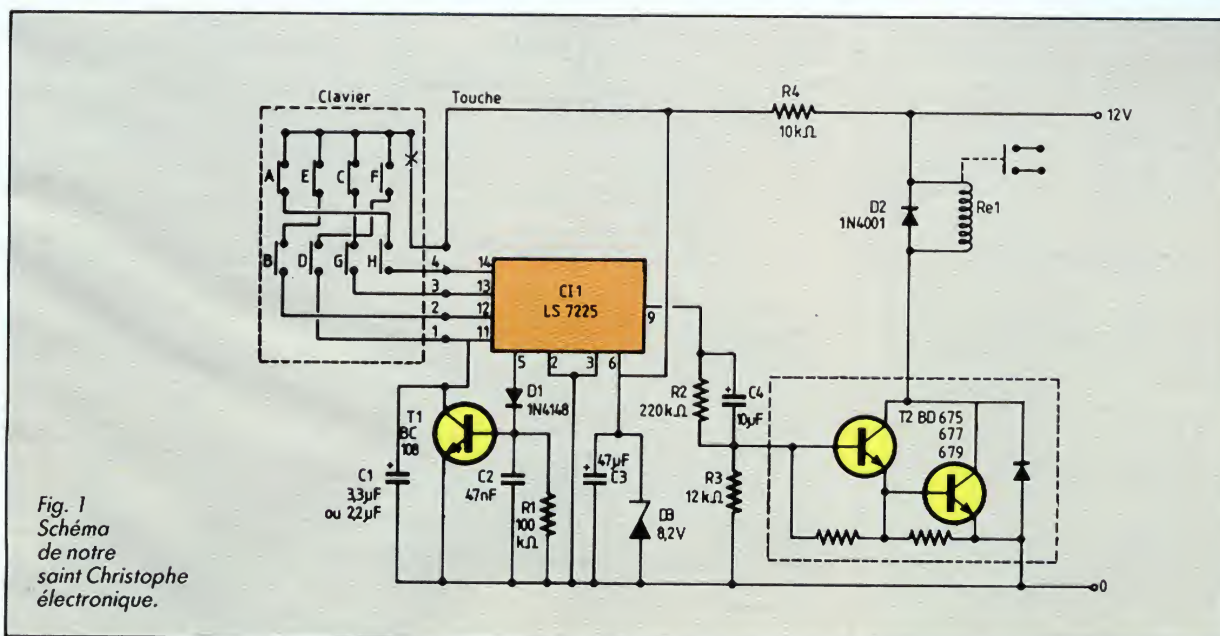 Clavier
Touche
R4
10kΩ
12V
A
E
C
F
D2
1N4001
Re1
B
D
G
H
4
14
3
13
2
12
1
11
CI1
LS 7225
9
5
2
3
6
D1
1N4148
R2
220kΩ
C4
10μF
T1
BC
108
T2 BD 675
677
679
C1
3,3μF
ou 2,2μF
C2
47nF
R1
100
kΩ
47μF
C3
D3
8,2V
R3
12kΩ
0
Fig. 1
Schéma
de notre
saint Christophe
électronique.